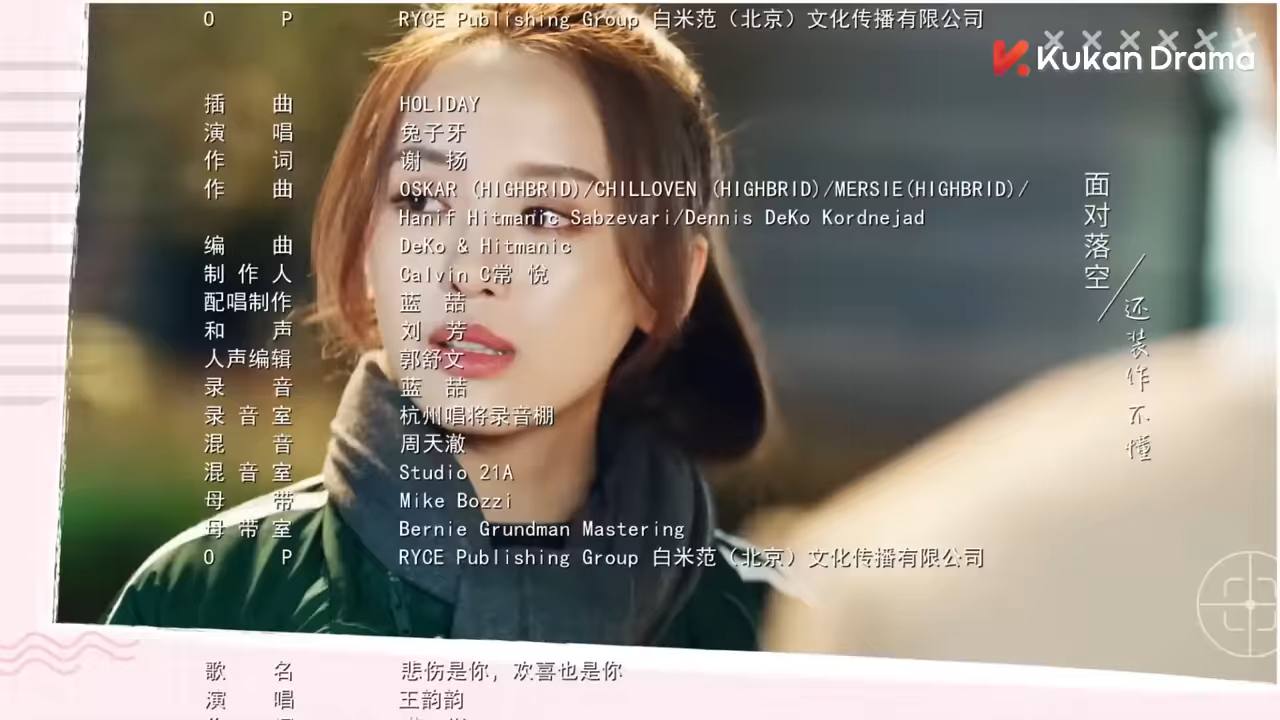 O P RYCE Publishing Group 白米范（北京）文化传播有限公司
Kukan Drama
插 曲 HOLIDAY
演 唱 兔子牙
作 词 谢 扬
作 曲 OSKAR (HIGHBRID)/CHILLOVEN (HIGHBRID)/MERSIE(HIGHBRID)/
Hanif Hitmanic Sabzevari/Dennis DeKo Kordnejad
编 曲 DeKo & Hitmanic
制 作 人 Calvin C常 悦
配唱制作 蓝 喆
和 声 刘 芳
人声编辑 郭舒文
录 音 蓝 喆
录 音 室 杭州唱将录音棚
混 音 周天澈
混 音 室 Studio 21A
母 带 Mike Bozzi
母 带 室 Bernie Grundman Mastering
O P RYCE Publishing Group 白米范（北京）文化传播有限公司
面对落空
还装作不懂
歌 名 悲伤是你，欢喜也是你
演 唱 王韵韵